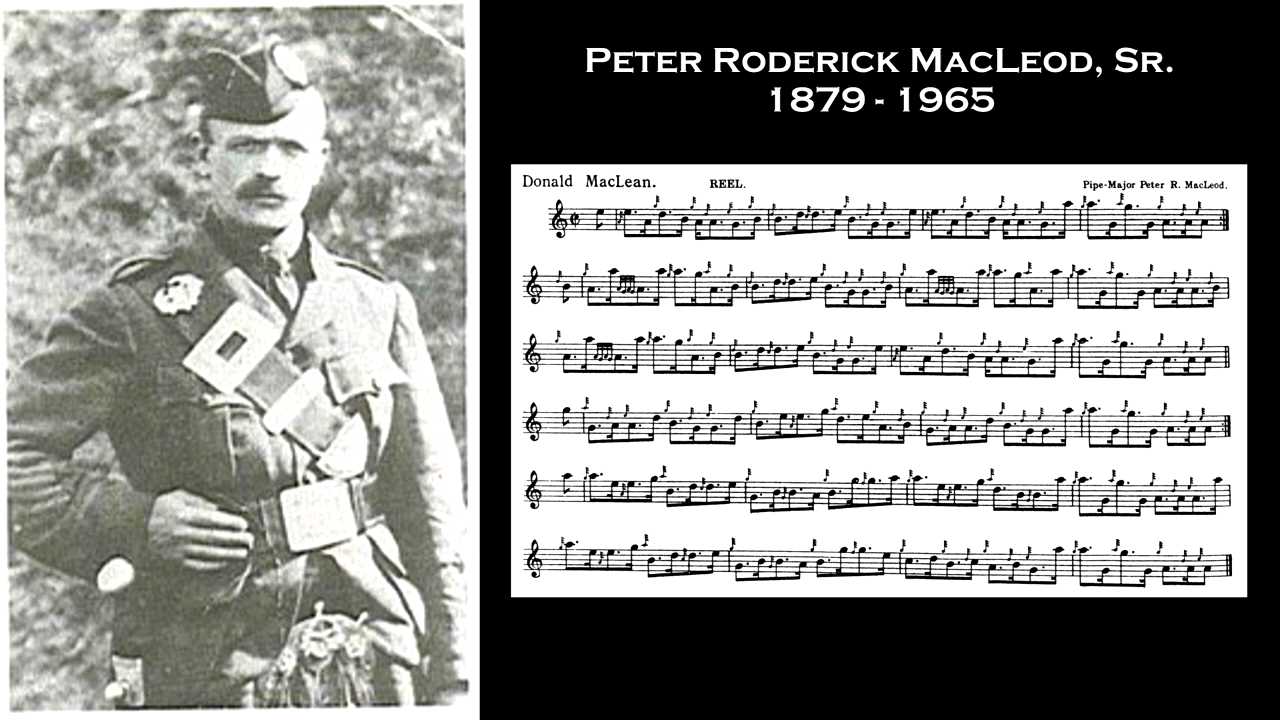 Peter Roderick MacLeod, Sr.
1879 - 1965
Donald MacLean. REEL. Pipe-Major Peter R. MacLeod.